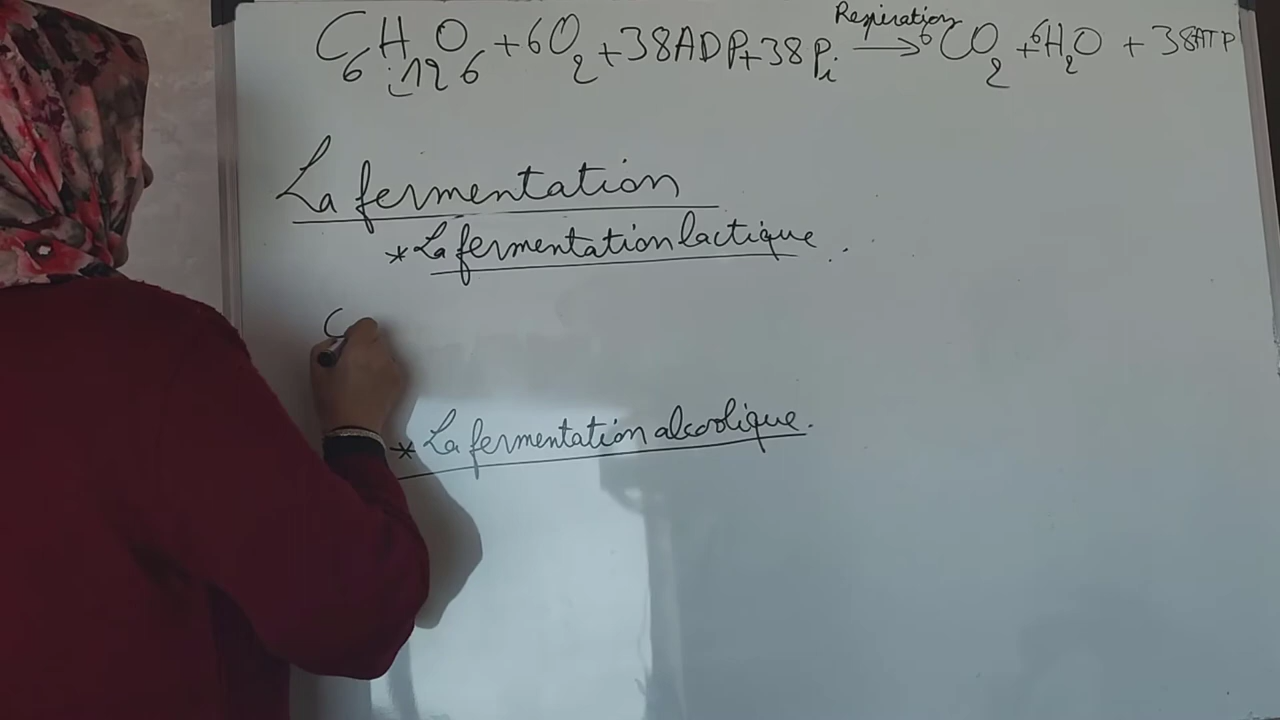 C6H12O6 + 6O2 + 38ADP + 38Pi Respiration → 6CO2 + 6H2O + 38ATP
La fermentation
* La fermentation lactique .
C
* La fermentation alcoolique.